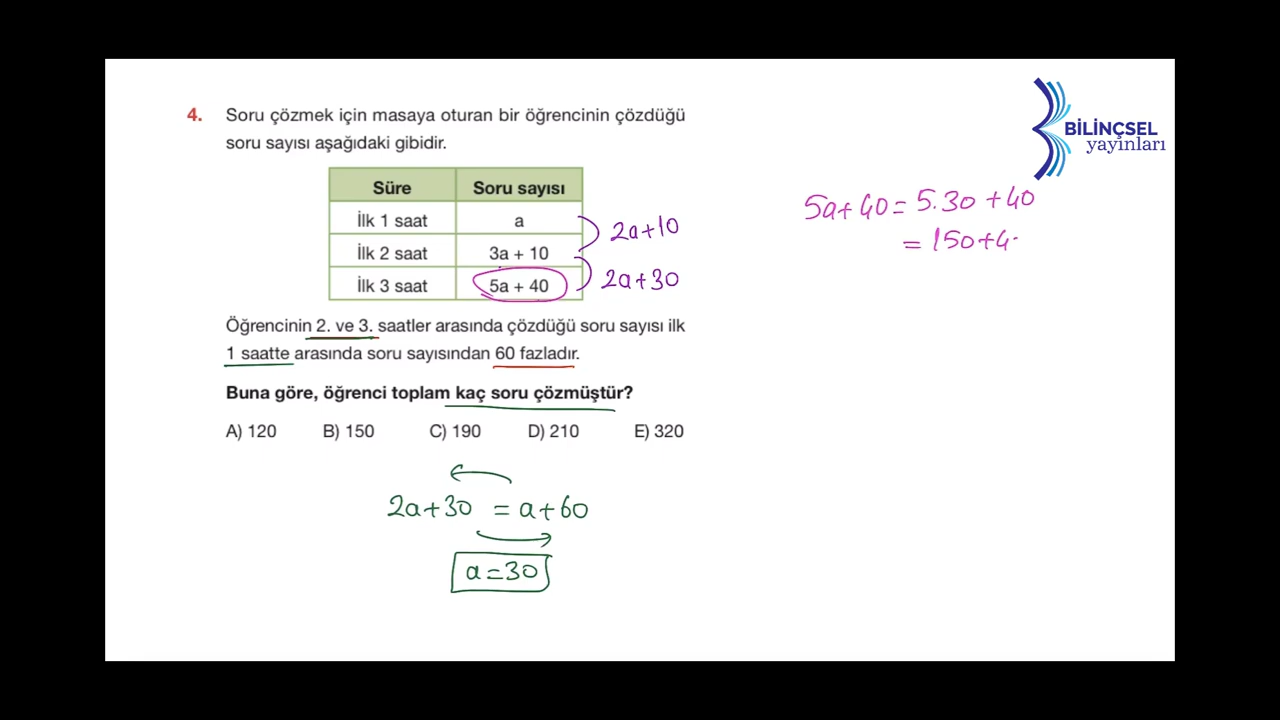 4. Soru çözmek için masaya oturan bir öğrencinin çözdüğü
soru sayısı aşağıdaki gibidir.
Süre Soru sayısı
İlk 1 saat a
İlk 2 saat 3a + 10
İlk 3 saat 5a + 40
2a+10
2a+30
Öğrencinin 2. ve 3. saatler arasında çözdüğü soru sayısı ilk
1 saatte arasında soru sayısından 60 fazladır.
Buna göre, öğrenci toplam kaç soru çözmüştür?
A) 120 B) 150 C) 190 D) 210 E) 320
2a+30 = a+60
a=30
BİLİNÇSEL
yayınları
5a+40 = 5.30 +40
= 150+4